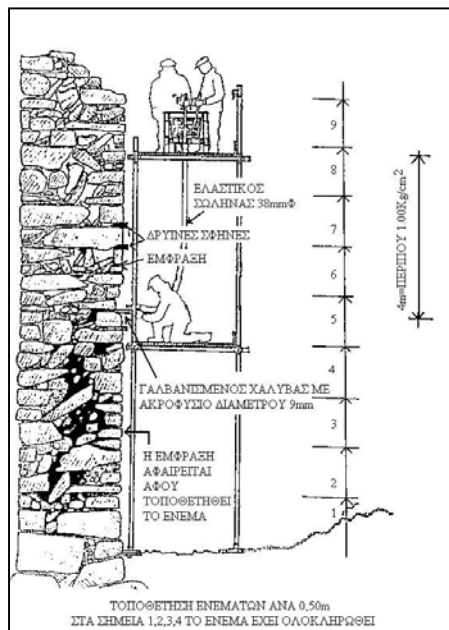 9
8
7
6
5
4
3
2
1
4m=ΠΕΡΙΠΟΥ 1.00Kg/cm²
ΕΛΑΣΤΙΚΟΣ
ΣΩΛΗΝΑΣ 38mmΦ
ΔΡΥΙΝΕΣ ΣΦΗΝΕΣ
ΕΜΦΡΑΞΗ
ΓΑΛΒΑΝΙΣΜΕΝΟΣ ΧΑΛΥΒΑΣ ΜΕ
ΑΚΡΟΦΥΣΙΟ ΔΙΑΜΕΤΡΟΥ 9mm
Η ΕΜΦΡΑΞΗ
ΑΦΑΙΡΕΙΤΑΙ
ΑΦΟΥ
ΤΟΠΟΘΕΤΗΘΕΙ
ΤΟ ΕΝΕΜΑ
ΤΟΠΟΘΕΤΗΣΗ ΕΝΕΜΑΤΩΝ ΑΝΑ 0,50m
ΣΤΑ ΣΗΜΕΙΑ 1,2,3,4 ΤΟ ΕΝΕΜΑ ΕΧΕΙ ΟΛΟΚΛΗΡΩΘΕΙ